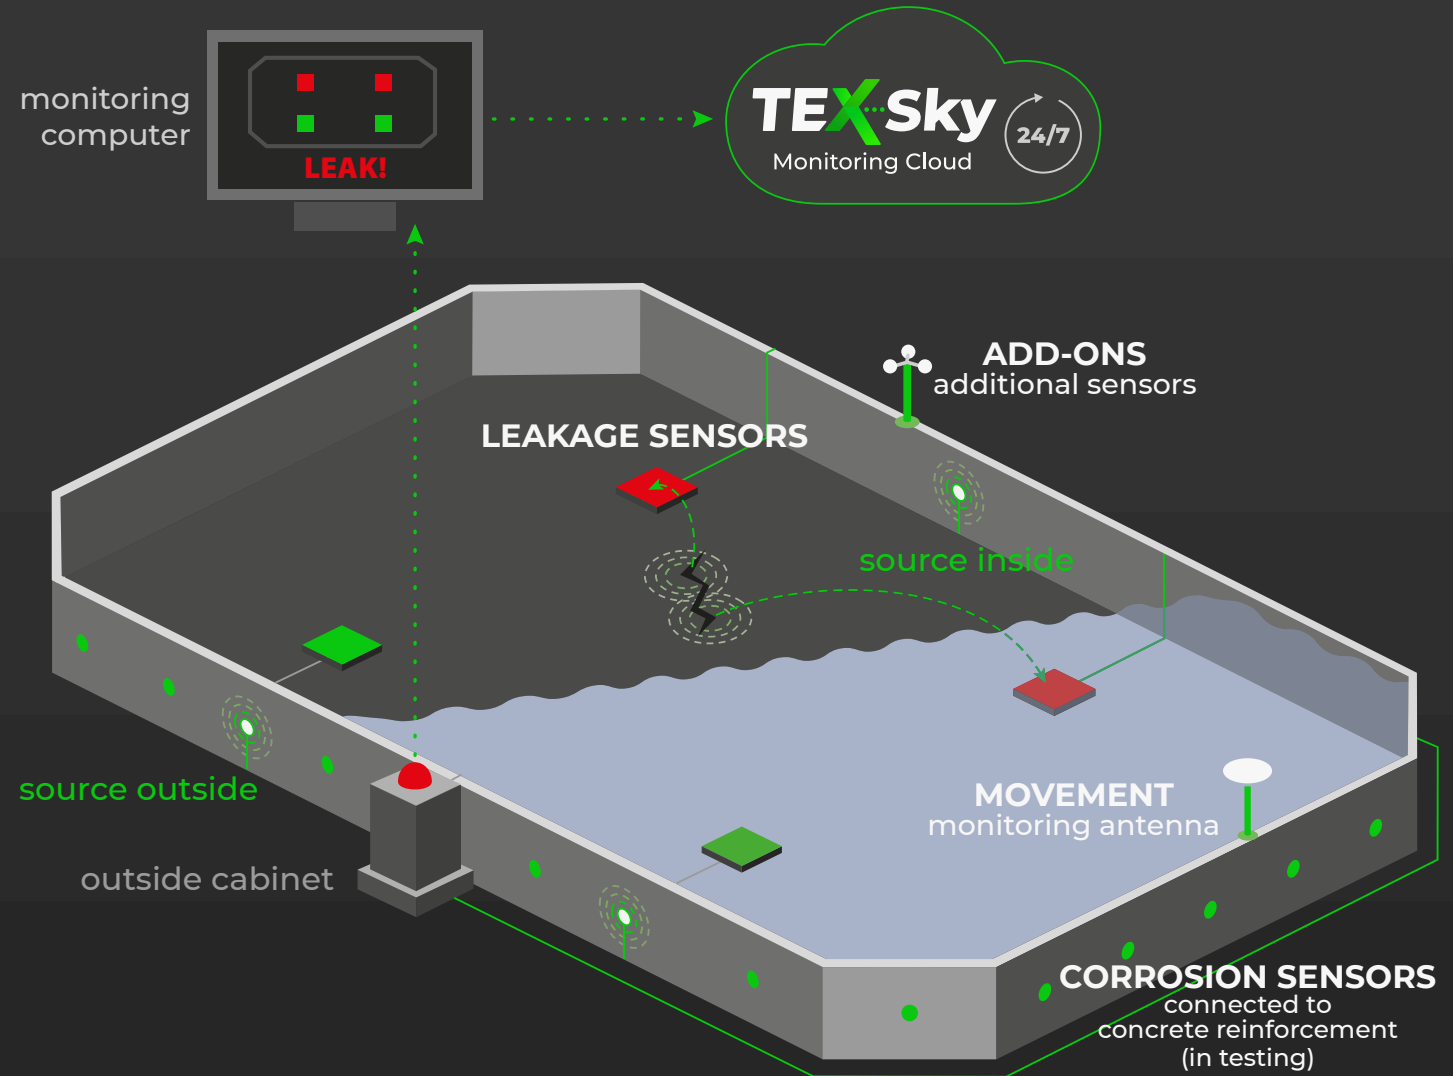 monitoring
computer
LEAK!
TEXSky
Monitoring Cloud
24/7
ADD-ONS
additional sensors
LEAKAGE SENSORS
source inside
source outside
MOVEMENT
monitoring antenna
outside cabinet
CORROSION SENSORS
connected to
concrete reinforcement
(in testing)